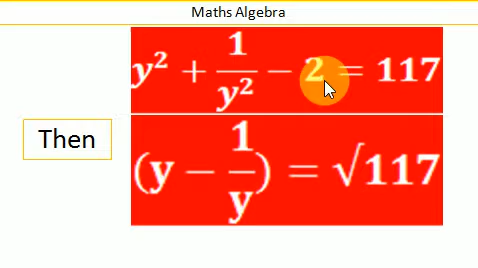 Maths Algebra
y² + 1/y² − 2 = 117
Then
(y − 1/y) = √117